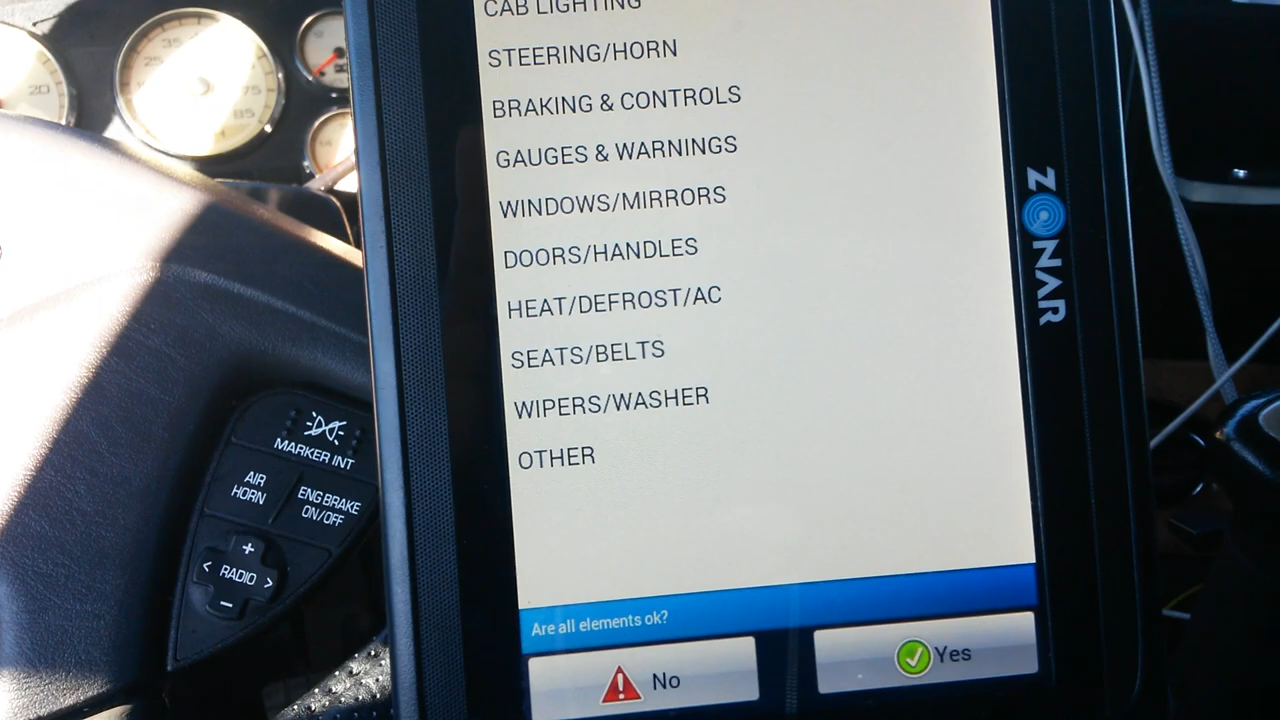 CAB LIGHTING
STEERING/HORN
BRAKING & CONTROLS
GAUGES & WARNINGS
WINDOWS/MIRRORS
DOORS/HANDLES
HEAT/DEFROST/AC
SEATS/BELTS
WIPERS/WASHER
OTHER
Are all elements ok?
No
Yes
ZONAR
MARKER INT
AIR
HORN
ENG BRAKE
ON/OFF
+
< RADIO >
-
20
35
25
75
85